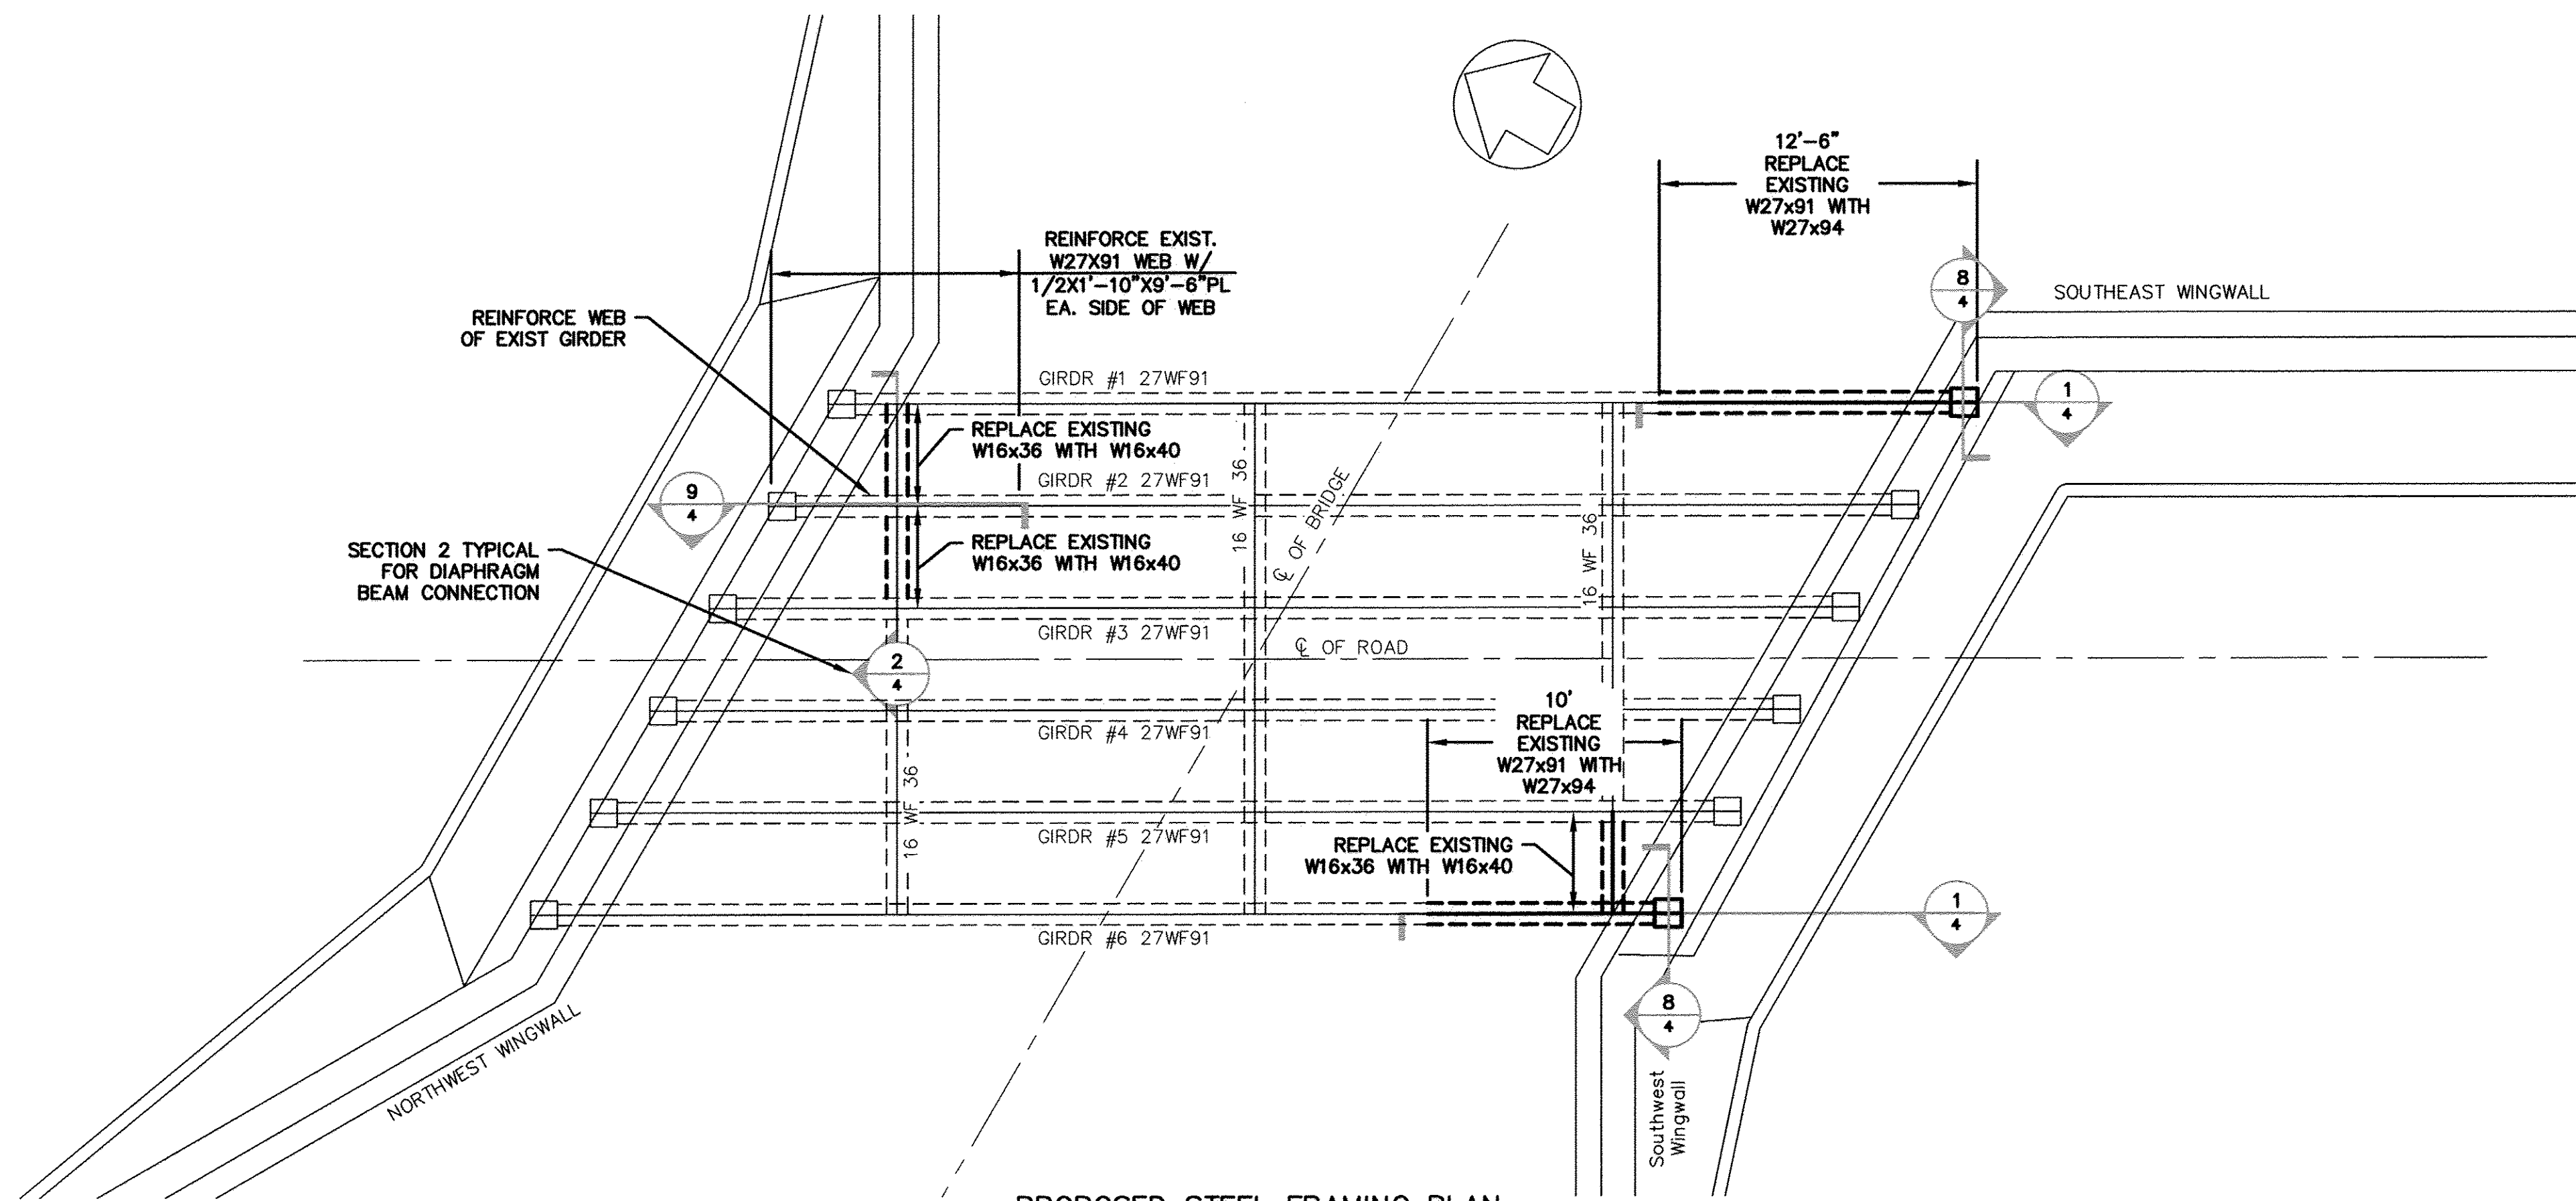 12'-6"
REPLACE
EXISTING
W27x91 WITH
W27x94
REINFORCE EXIST.
W27X91 WEB W/
1/2X1'-10"X9'-6"PL
EA. SIDE OF WEB
8
4
SOUTHEAST WINGWALL
REINFORCE WEB
OF EXIST GIRDER
GIRDR #1 27WF91
1
4
REPLACE EXISTING
W16x36 WITH W16x40
9
4
GIRDR #2 27WF91
16 WF 36
℄ OF BRIDGE
16 WF 36
SECTION 2 TYPICAL
FOR DIAPHRAGM
BEAM CONNECTION
REPLACE EXISTING
W16x36 WITH W16x40
GIRDR #3 27WF91
℄ OF ROAD
2
4
10'
REPLACE
EXISTING
W27x91 WITH
W27x94
GIRDR #4 27WF91
16 WF 36
GIRDR #5 27WF91
REPLACE EXISTING
W16x36 WITH W16x40
GIRDR #6 27WF91
1
4
8
4
NORTHWEST WINGWALL
Southwest
Wingwall
PROPOSED STEEL FRAMING PLAN